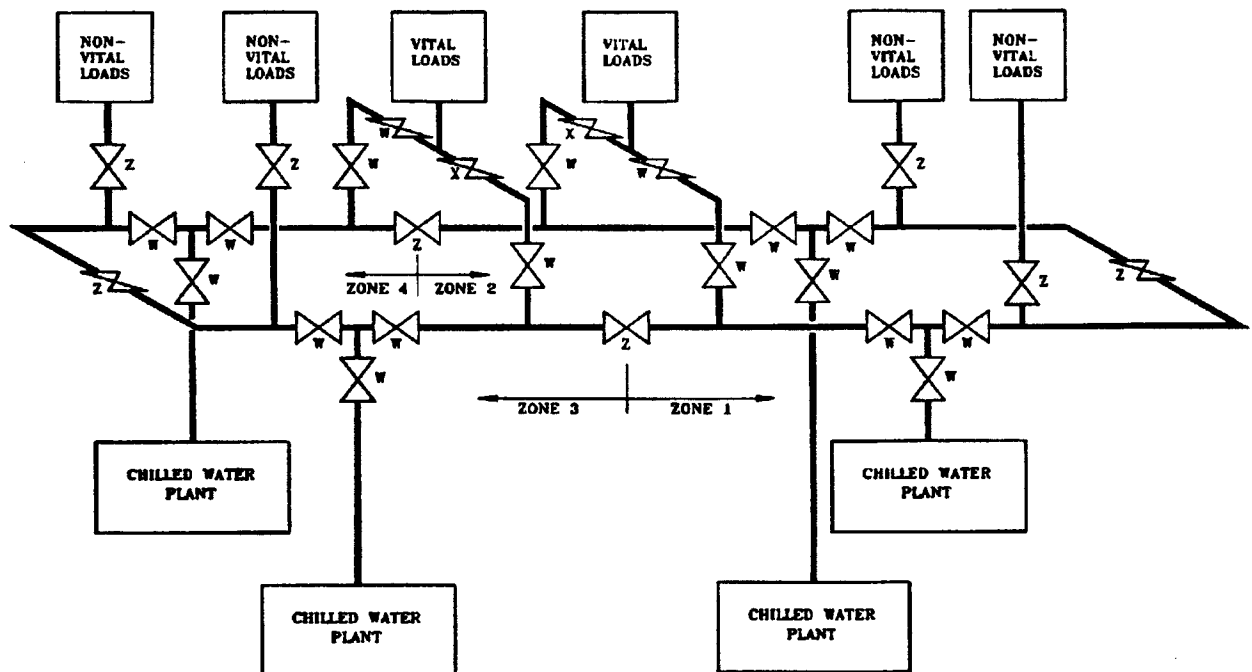 NON-
VITAL
LOADS
NON-
VITAL
LOADS
VITAL
LOADS
VITAL
LOADS
NON-
VITAL
LOADS
NON-
VITAL
LOADS
W
X
Z
Z
W
X
W
W
Z
W
W
Z
W
W
W
Z
W
W
W
Z
Z
ZONE 4
ZONE 2
W
W
Z
W
W
W
W
ZONE 3
ZONE 1
CHILLED WATER
PLANT
CHILLED WATER
PLANT
CHILLED WATER
PLANT
CHILLED WATER
PLANT